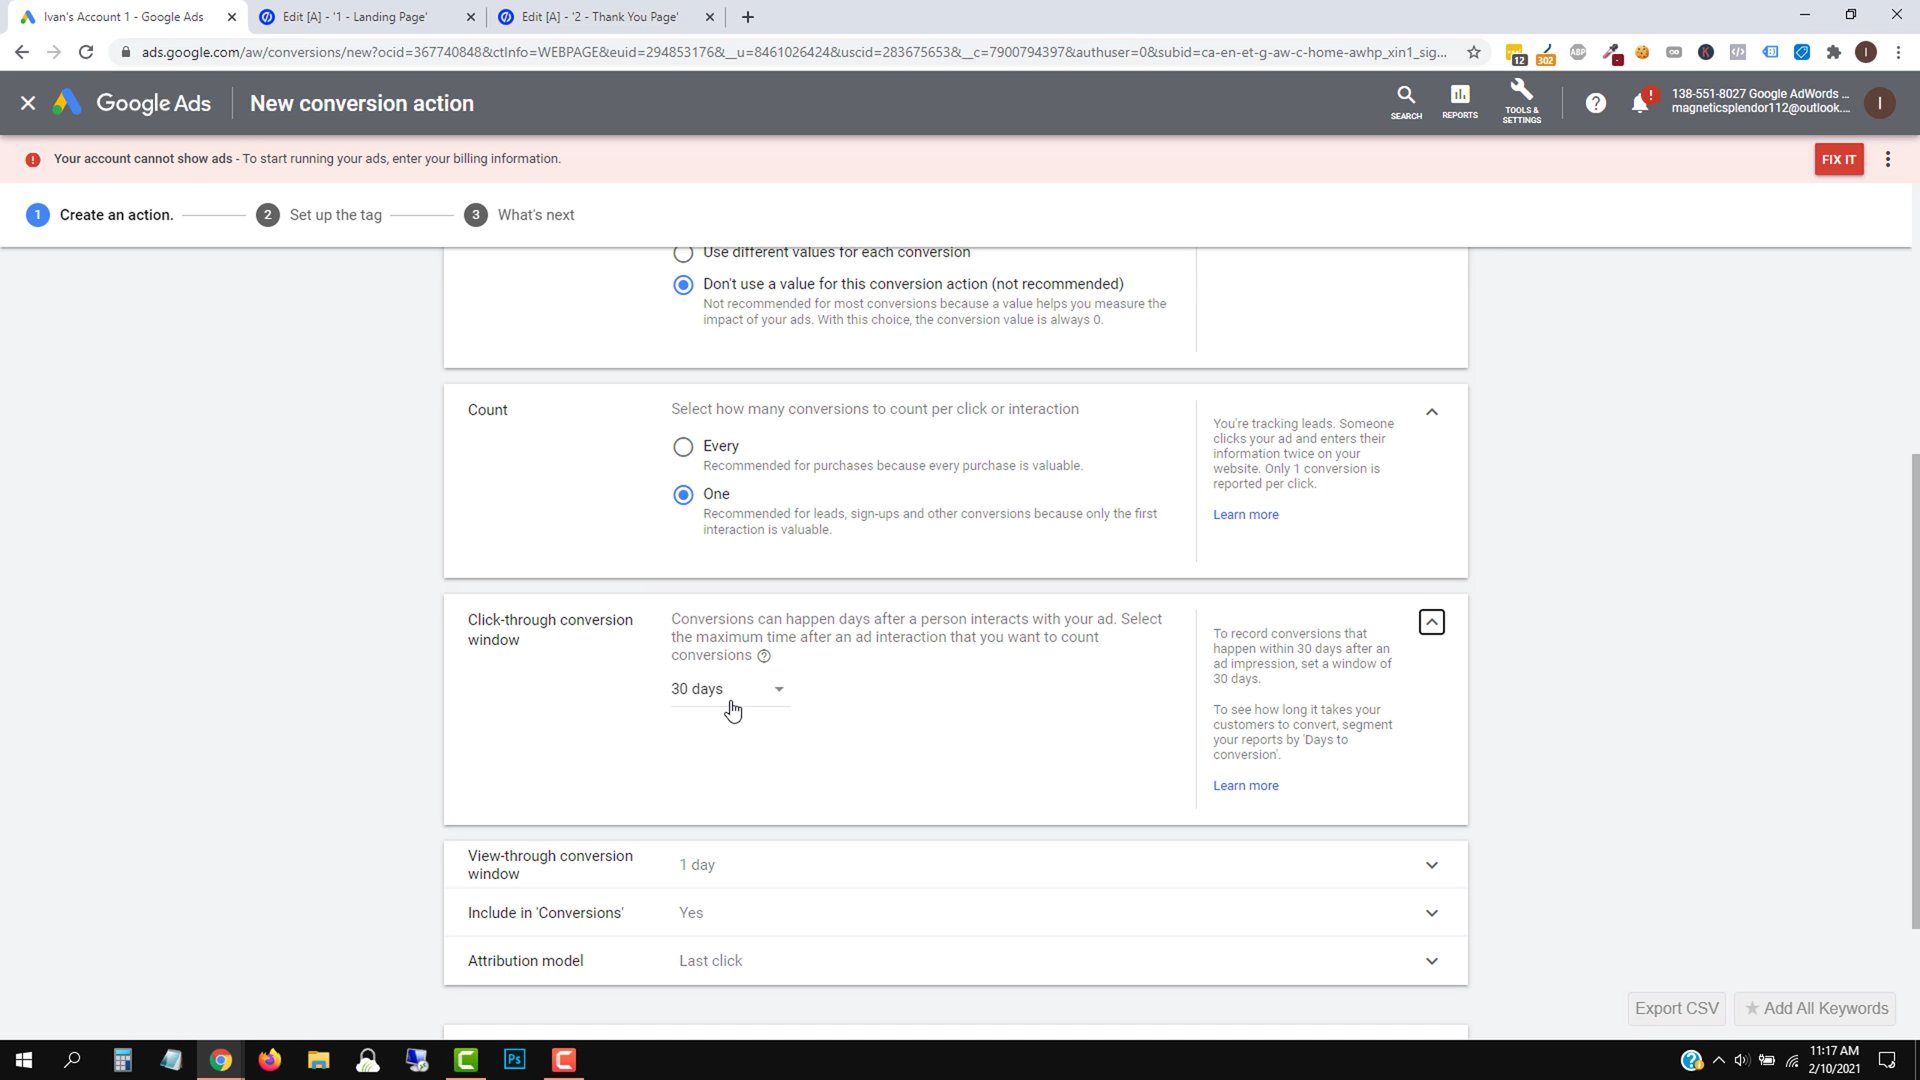 Ivan's Account 1 - Google Ads
Edit [A] - '1 - Landing Page'
Edit [A] - '2 - Thank You Page'
ads.google.com/aw/conversions/new?ocid=367740848&ctInfo=WEBPAGE&euid=294853176&__u=8461026424&uscid=283675653&__c=7900794397&authuser=0&subid=ca-en-et-g-aw-c-home-awhp_xin1_sig...
12
302
ABP
I
Google Ads
New conversion action
SEARCH
REPORTS
TOOLS &
SETTINGS
138-551-8027 Google AdWords ...
magneticsplendor112@outlook....
I
Your account cannot show ads - To start running your ads, enter your billing information.
FIX IT
1 Create an action.
2 Set up the tag
3 What's next
Use different values for each conversion
Don't use a value for this conversion action (not recommended)
Not recommended for most conversions because a value helps you measure the
impact of your ads. With this choice, the conversion value is always 0.
Count
Select how many conversions to count per click or interaction
Every
Recommended for purchases because every purchase is valuable.
One
Recommended for leads, sign-ups and other conversions because only the first
interaction is valuable.
You're tracking leads. Someone
clicks your ad and enters their
information twice on your
website. Only 1 conversion is
reported per click.
Learn more
Click-through conversion
window
Conversions can happen days after a person interacts with your ad. Select
the maximum time after an ad interaction that you want to count
conversions
30 days
To record conversions that
happen within 30 days after an
ad impression, set a window of
30 days.
To see how long it takes your
customers to convert, segment
your reports by 'Days to
conversion'.
Learn more
View-through conversion
window
1 day
Include in 'Conversions'
Yes
Attribution model
Last click
Export CSV
Add All Keywords
Ps
11:17 AM
2/10/2021